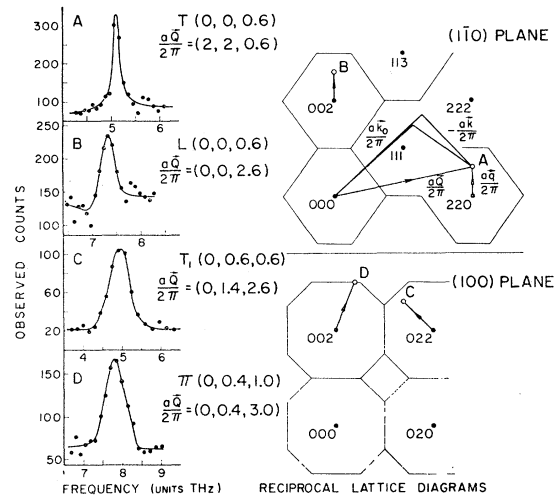 A
T (0, 0, 0.6)
aQ̄/2π = (2, 2, 0.6)
300
200
100
5
6
B
L (0, 0, 0.6)
aQ̄/2π = (0, 0, 2.6)
250
200
150
100
7
8
C
T₁ (0, 0.6, 0.6)
aQ̄/2π = (0, 1.4, 2.6)
100
60
20
4
5
6
D
π (0, 0.4, 1.0)
aQ̄/2π = (0, 0.4, 3.0)
150
100
50
7
8
9
OBSERVED COUNTS
FREQUENCY (UNITS THz)
(11̄0) PLANE
113
B
002
222
ak̄₀/2π
-ak̄/2π
111
A
aQ̄/2π
aq̄/2π
000
220
(100) PLANE
D
C
002
022
000
020
RECIPROCAL LATTICE DIAGRAMS